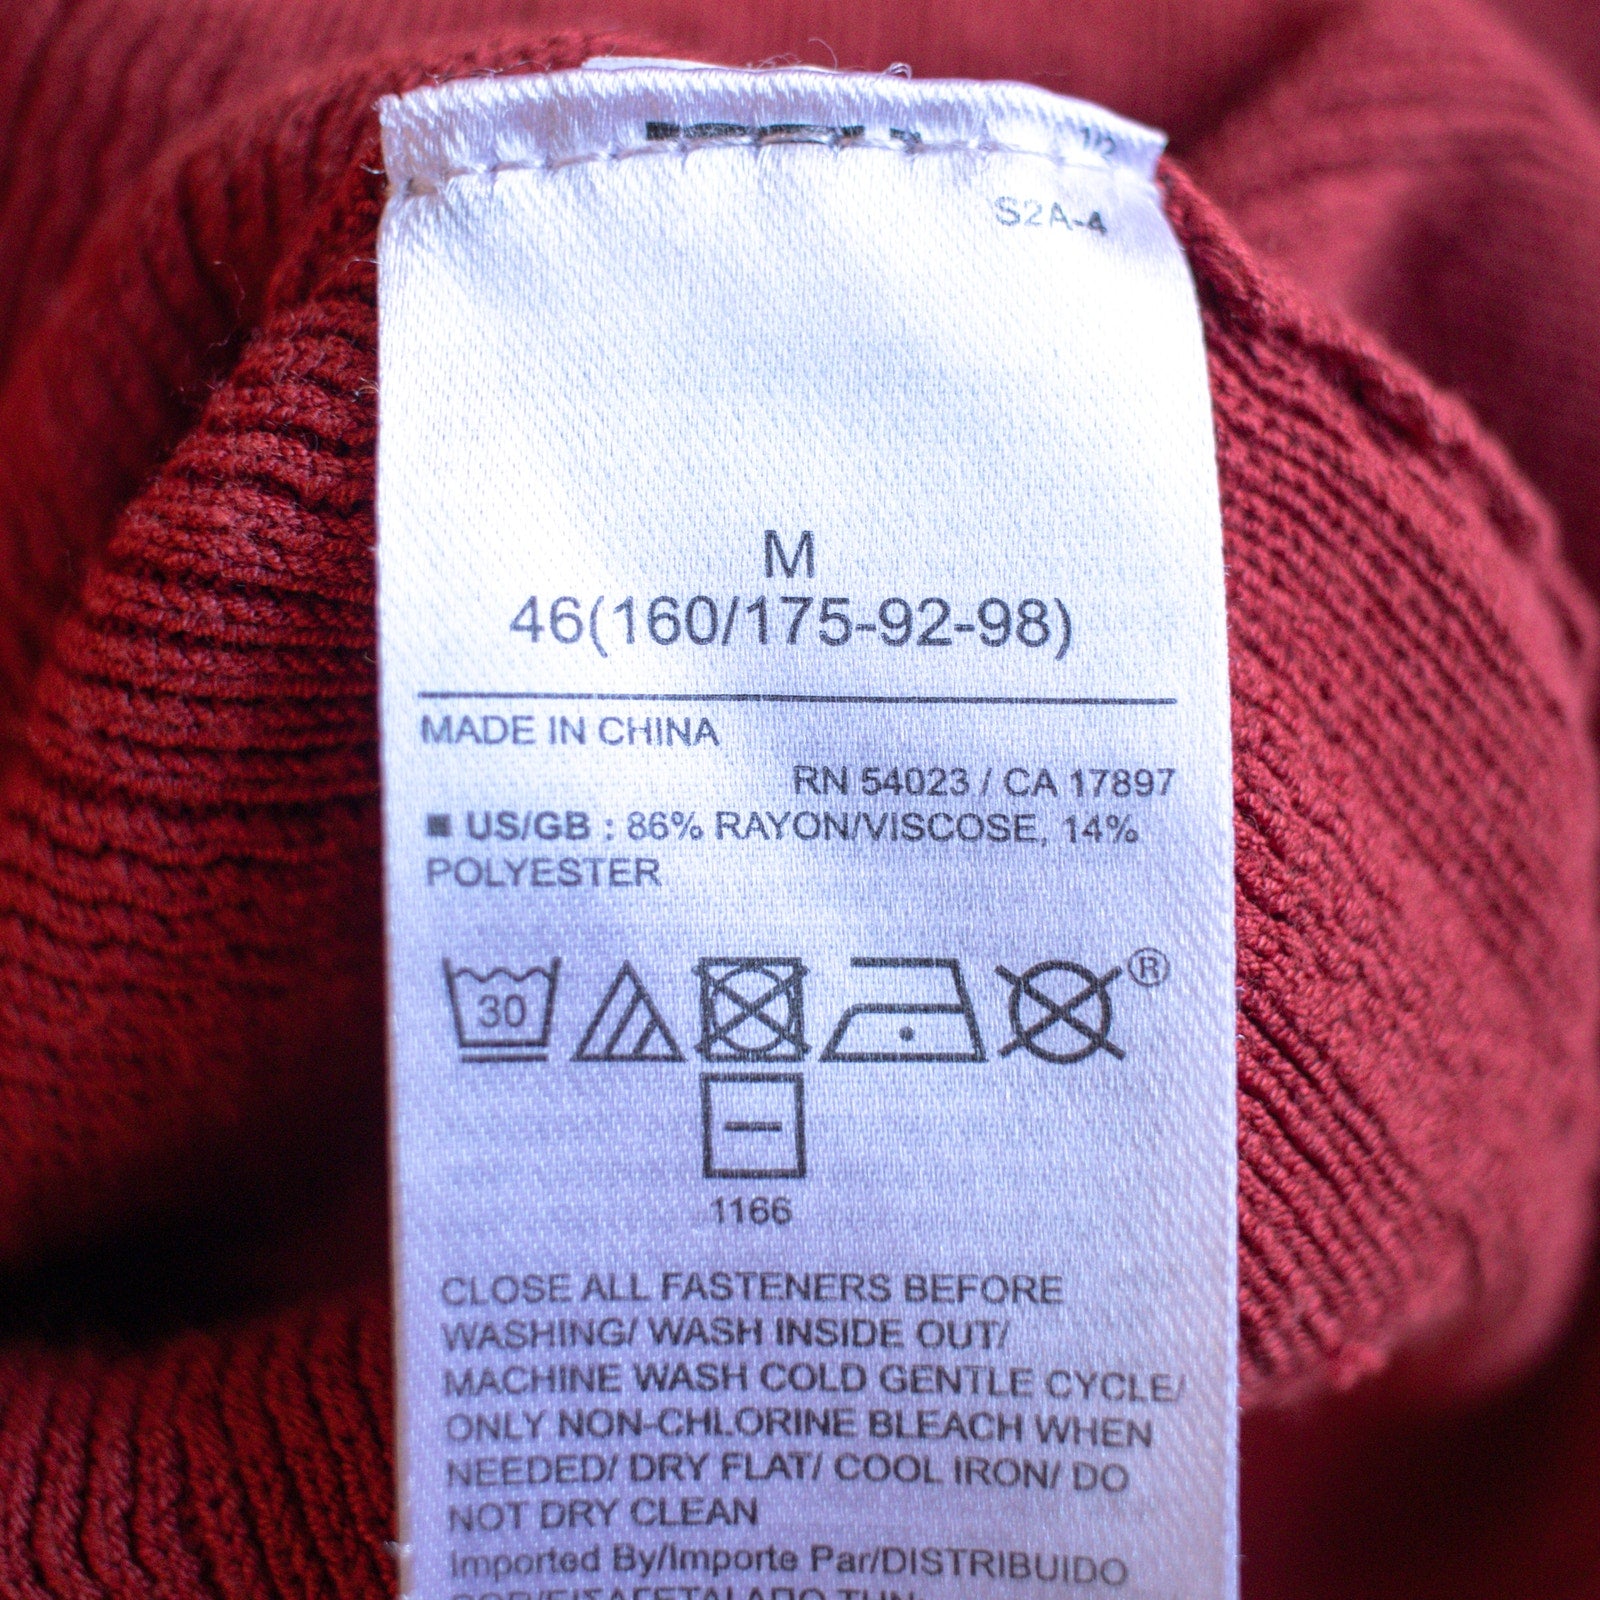 S2A-4
M
46(160/175-92-98)
MADE IN CHINA
RN 54023 / CA 17897
■ US/GB : 86% RAYON/VISCOSE, 14%
POLYESTER
30
®
1166
CLOSE ALL FASTENERS BEFORE
WASHING/ WASH INSIDE OUT/
MACHINE WASH COLD GENTLE CYCLE/
ONLY NON-CHLORINE BLEACH WHEN
NEEDED/ DRY FLAT/ COOL IRON/ DO
NOT DRY CLEAN
Imported By/Importe Par/DISTRIBUIDO